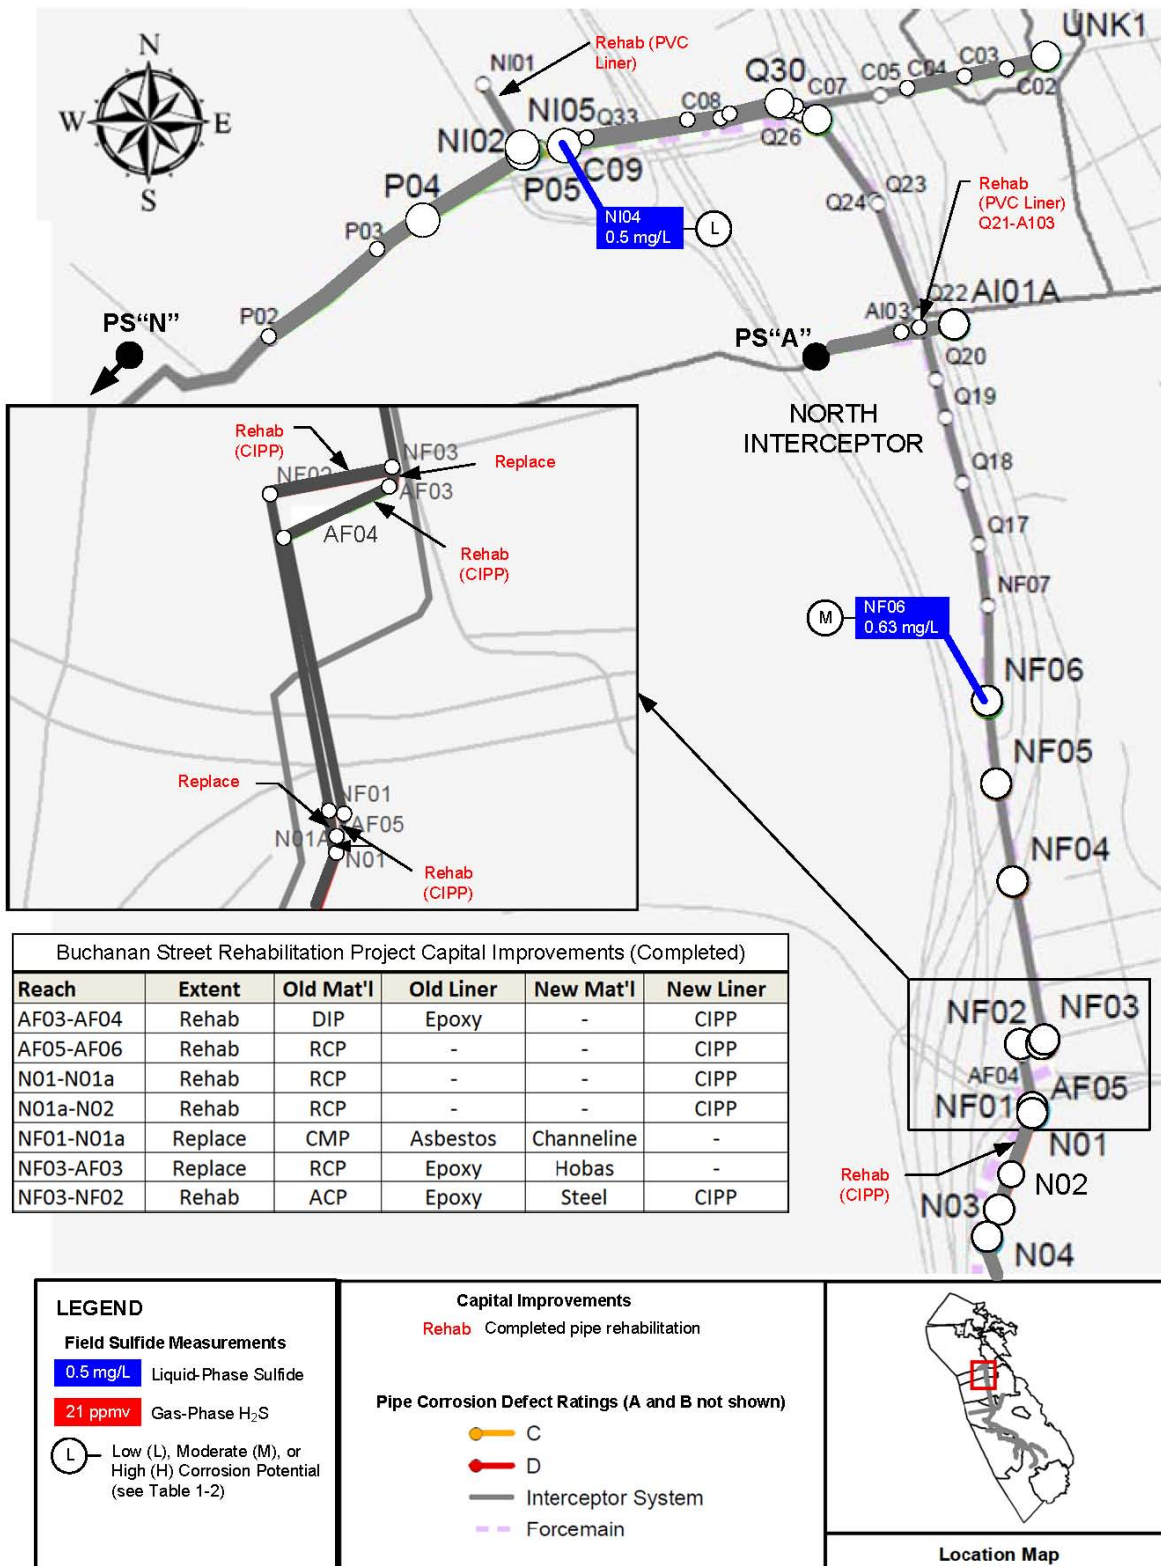 UNK1
C03
C02
C04
C05
Rehab (PVC
Liner)
NI01
N
W
E
S
Q30
C07
C08
Q26
NI05
Q33
NI02
C09
P05
P04
P03
P02
Q23
Q24
NI04
0.5 mg/L
L
Rehab
(PVC Liner)
Q21-A103
Q22
AI01A
AI03
PS"N"
PS"A"
Q20
Q19
NORTH
INTERCEPTOR
Q18
Q17
NF07
M
NF06
0.63 mg/L
NF06
NF05
NF04
NF02
NF03
AF04
AF05
NF01
N01
Rehab
(CIPP)
N02
N03
N04
Rehab
(CIPP)
NF03
Replace
NF02
AF03
AF04
Rehab
(CIPP)
Replace
NF01
AF05
N01A
N01
Rehab
(CIPP)
Buchanan Street Rehabilitation Project Capital Improvements (Completed)
Reach Extent Old Mat'l Old Liner New Mat'l New Liner
AF03-AF04 Rehab DIP Epoxy - CIPP
AF05-AF06 Rehab RCP - - CIPP
N01-N01a Rehab RCP - - CIPP
N01a-N02 Rehab RCP - - CIPP
NF01-N01a Replace CMP Asbestos Channeline -
NF03-AF03 Replace RCP Epoxy Hobas -
NF03-NF02 Rehab ACP Epoxy Steel CIPP
LEGEND
Field Sulfide Measurements
0.5 mg/L Liquid-Phase Sulfide
21 ppmv Gas-Phase H₂S
L Low (L), Moderate (M), or
High (H) Corrosion Potential
(see Table 1-2)
Capital Improvements
Rehab Completed pipe rehabilitation
Pipe Corrosion Defect Ratings (A and B not shown)
C
D
Interceptor System
Forcemain
Location Map